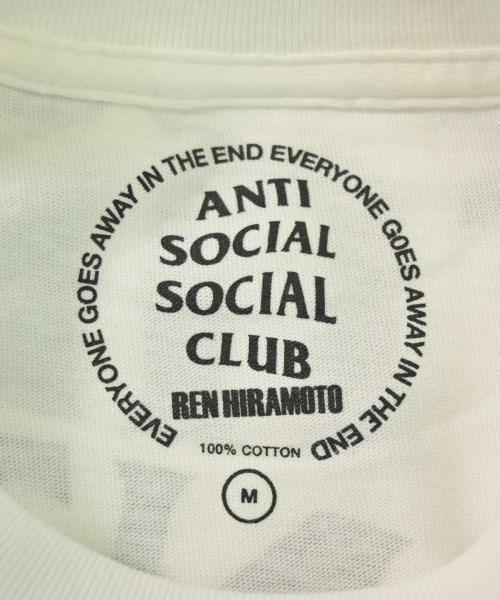 EVERYONE GOES AWAY IN THE END EVERYONE GOES AWAY IN THE END
ANTI
SOCIAL
SOCIAL
CLUB
REN HIRAMOTO
100% COTTON
M